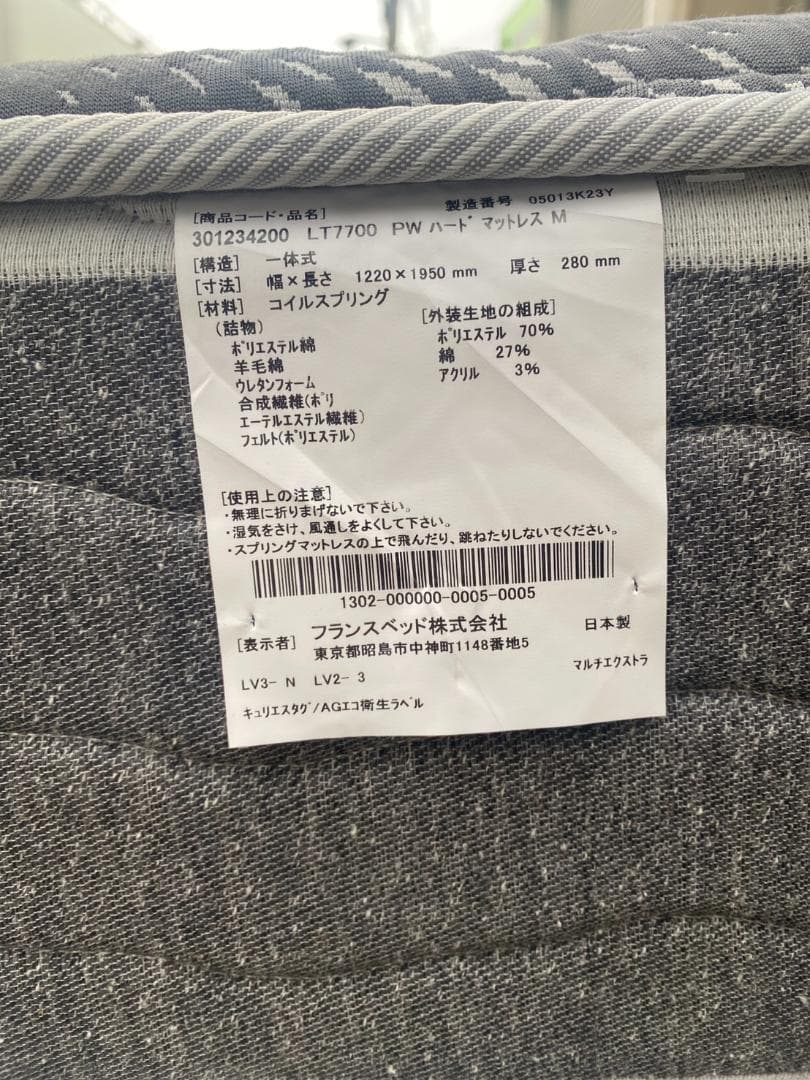 [商品コード・品名] 製造番号 05013K23Y
301234200 LT7700 PWハード マットレス M
[構造] 一体式
[寸法] 幅×長さ 1220×1950 mm 厚さ 280 mm
[材料] コイルスプリング
(詰物)
ポリエステル綿
羊毛綿
ウレタンフォーム
合成繊維(ポリ
エーテルエステル繊維)
フェルト(ポリエステル)
[外装生地の組成]
ポリエステル 70%
綿 27%
アクリル 3%
[使用上の注意]
・無理に折りまげないで下さい。
・湿気をさけ、風通しをよくして下さい。
・スプリングマットレスの上で飛んだり、跳ねたりしないでください。
1302-000000-0005-0005
[表示者] フランスベッド株式会社 日本製
東京都昭島市中神町1148番地5
マルチエクストラ
LV3- N LV2- 3
キュリエスタグ/AGエコ衛生ラベル